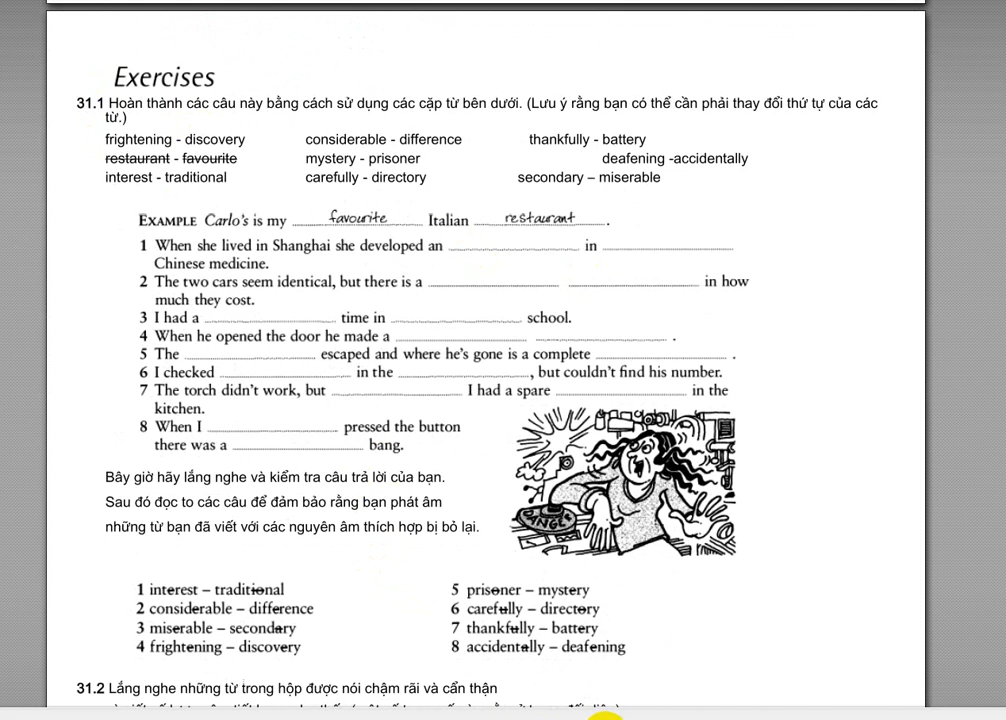 Exercises
31.1 Hoàn thành các câu này bằng cách sử dụng các cặp từ bên dưới. (Lưu ý rằng bạn có thể cần phải thay đổi thứ tự của các
từ.)
frightening - discovery considerable - difference thankfully - battery
restaurant - favourite mystery - prisoner deafening -accidentally
interest - traditional carefully - directory secondary – miserable
EXAMPLE Carlo's is my favourite Italian restaurant .
1 When she lived in Shanghai she developed an in
Chinese medicine.
2 The two cars seem identical, but there is a in how
much they cost.
3 I had a time in school.
4 When he opened the door he made a .
5 The escaped and where he's gone is a complete .
6 I checked in the , but couldn't find his number.
7 The torch didn't work, but I had a spare in the
kitchen.
8 When I pressed the button
there was a bang.
DANGER
Bây giờ hãy lắng nghe và kiểm tra câu trả lời của bạn.
Sau đó đọc to các câu để đảm bảo rằng bạn phát âm
những từ bạn đã viết với các nguyên âm thích hợp bị bỏ lại.
1 interest – traditional 5 prisoner – mystery
2 considerable – difference 6 carefully – directory
3 miserable – secondary 7 thankfully – battery
4 frightening – discovery 8 accidentally – deafening
31.2 Lắng nghe những từ trong hộp được nói chậm rãi và cẩn thận